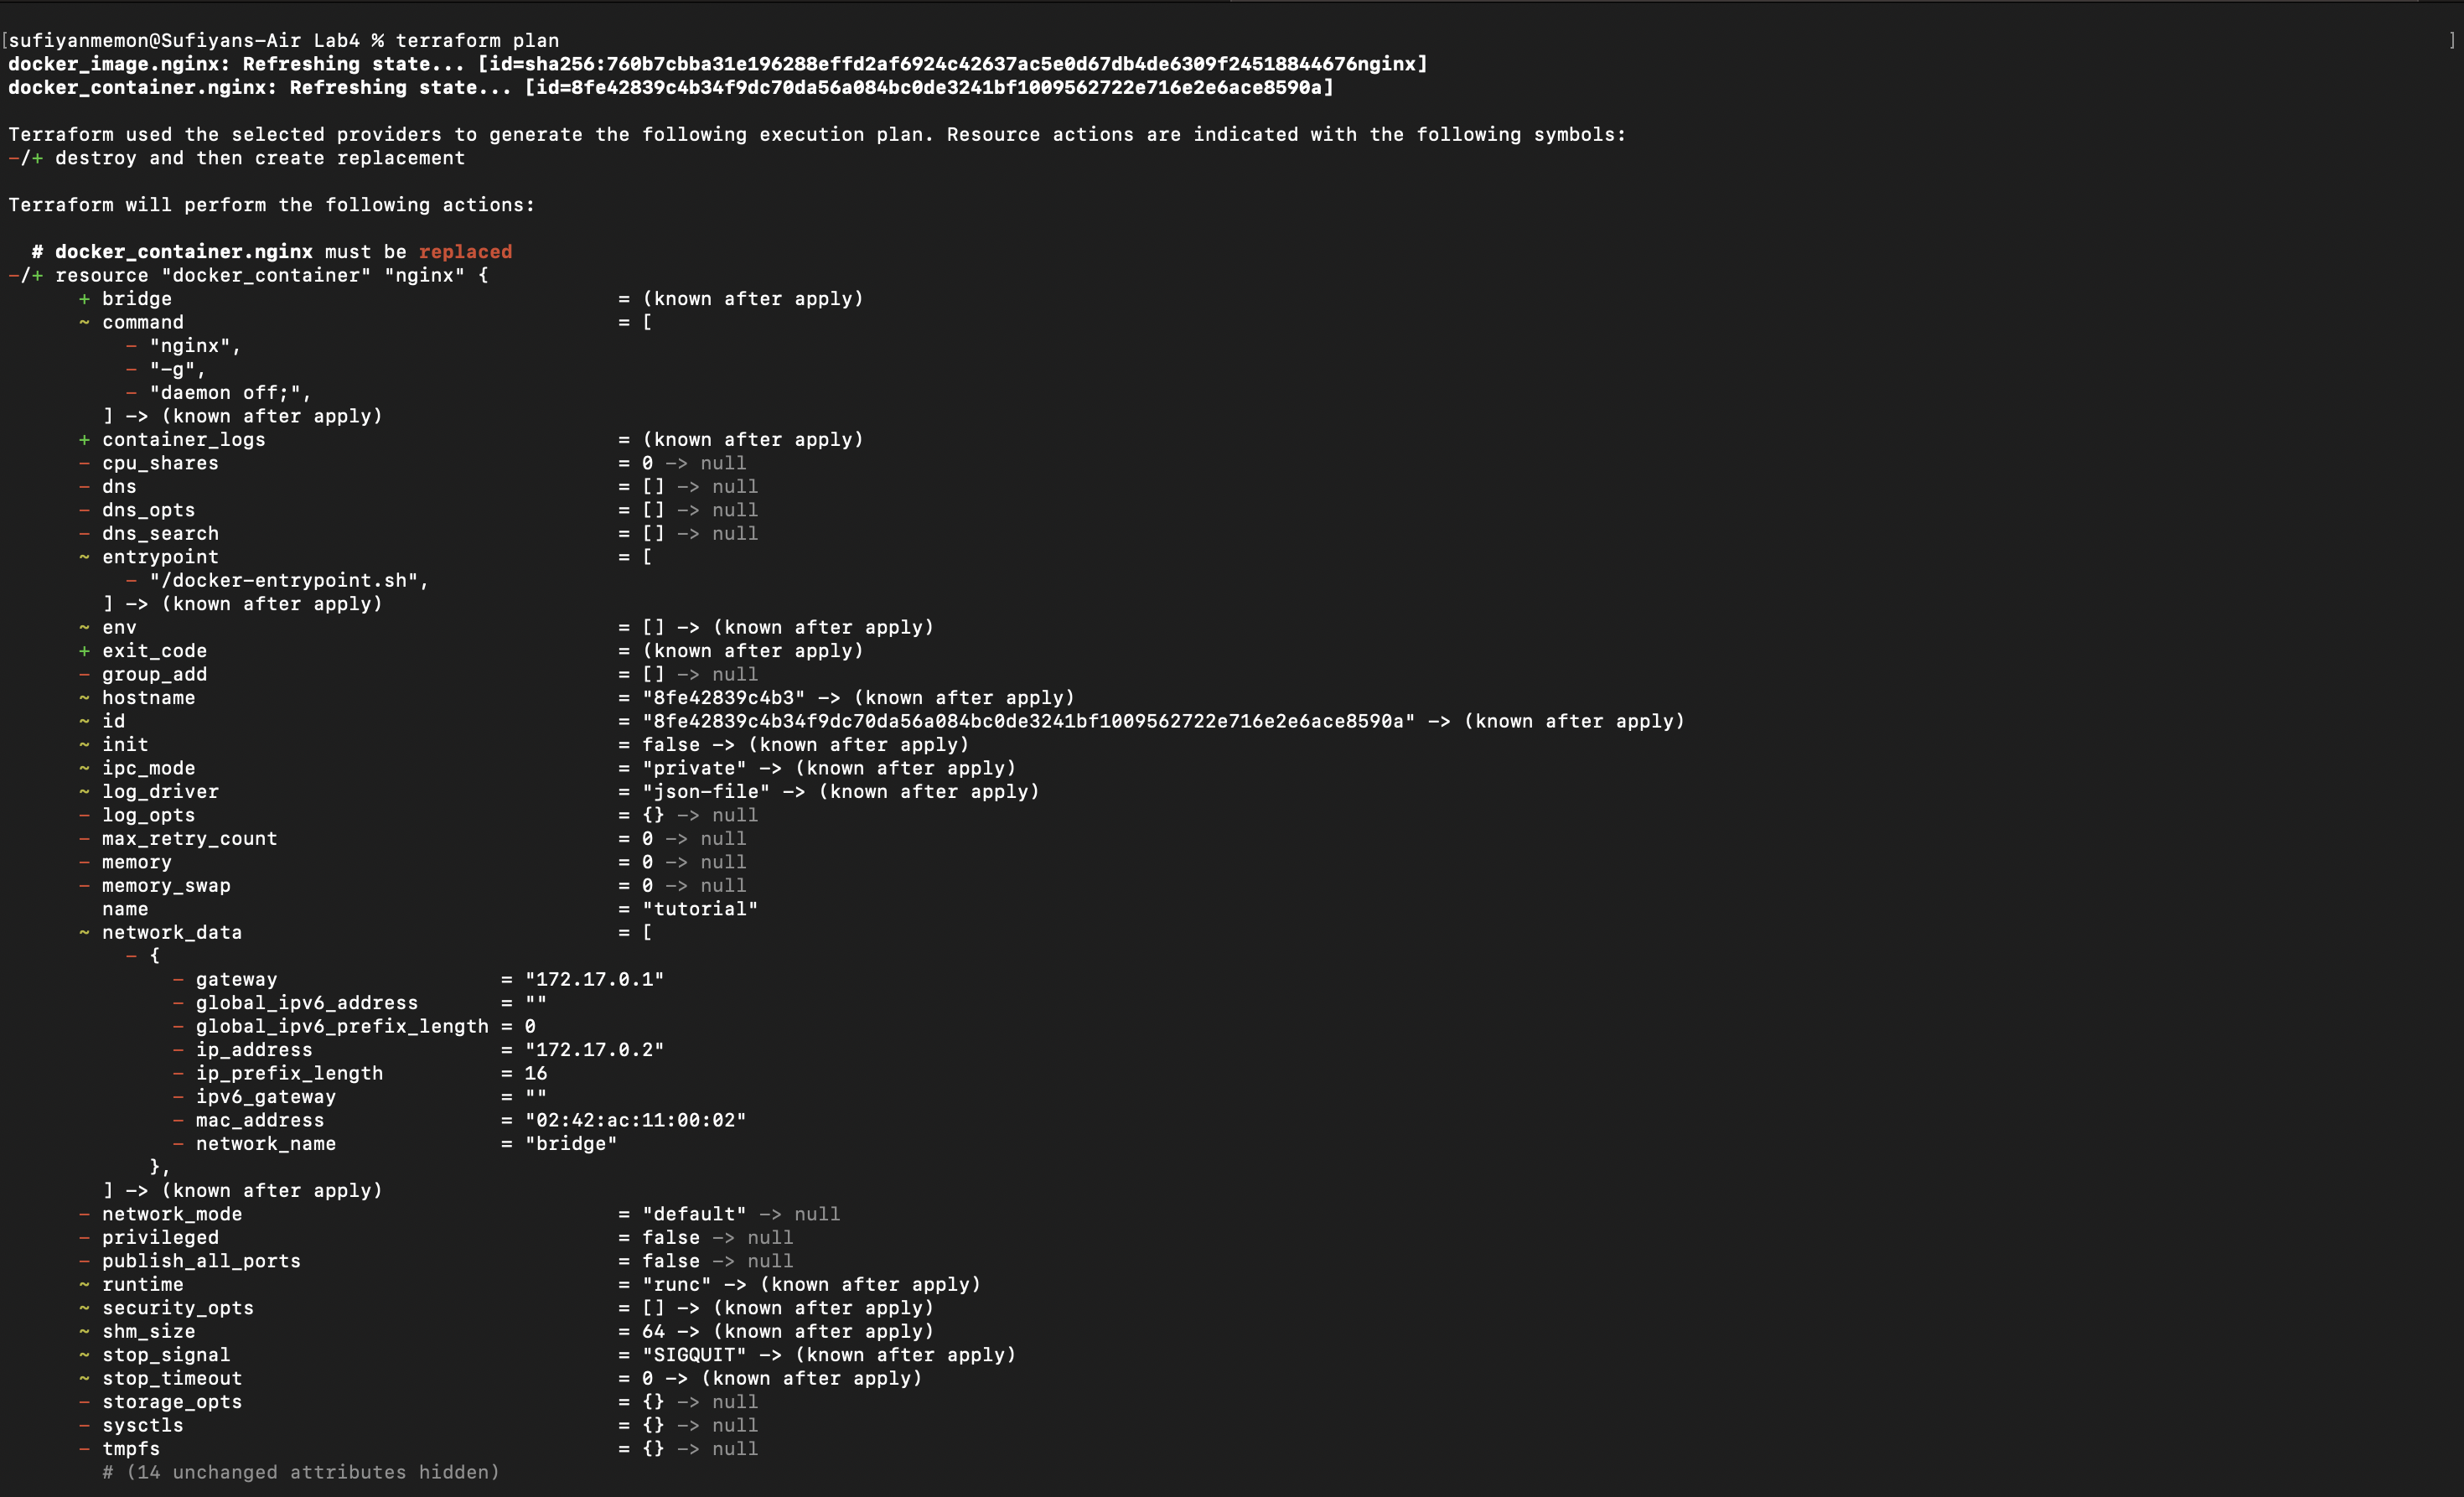 [sufiyanmemon@Sufiyans-Air Lab4 % terraform plan ]
docker_image.nginx: Refreshing state... [id=sha256:760b7cbba31e196288effd2af6924c42637ac5e0d67db4de6309f24518844676nginx]
docker_container.nginx: Refreshing state... [id=8fe42839c4b34f9dc70da56a084bc0de3241bf1009562722e716e2e6ace8590a]

Terraform used the selected providers to generate the following execution plan. Resource actions are indicated with the following symbols:
-/+ destroy and then create replacement

Terraform will perform the following actions:

  # docker_container.nginx must be replaced
-/+ resource "docker_container" "nginx" {
      + bridge = (known after apply)
      ~ command = [
          - "nginx",
          - "-g",
          - "daemon off;",
        ] -> (known after apply)
      + container_logs = (known after apply)
      - cpu_shares = 0 -> null
      - dns = [] -> null
      - dns_opts = [] -> null
      - dns_search = [] -> null
      ~ entrypoint = [
          - "/docker-entrypoint.sh",
        ] -> (known after apply)
      ~ env = [] -> (known after apply)
      + exit_code = (known after apply)
      - group_add = [] -> null
      ~ hostname = "8fe42839c4b3" -> (known after apply)
      ~ id = "8fe42839c4b34f9dc70da56a084bc0de3241bf1009562722e716e2e6ace8590a" -> (known after apply)
      ~ init = false -> (known after apply)
      ~ ipc_mode = "private" -> (known after apply)
      ~ log_driver = "json-file" -> (known after apply)
      - log_opts = {} -> null
      - max_retry_count = 0 -> null
      - memory = 0 -> null
      - memory_swap = 0 -> null
        name = "tutorial"
      ~ network_data = [
          - {
              - gateway = "172.17.0.1"
              - global_ipv6_address = ""
              - global_ipv6_prefix_length = 0
              - ip_address = "172.17.0.2"
              - ip_prefix_length = 16
              - ipv6_gateway = ""
              - mac_address = "02:42:ac:11:00:02"
              - network_name = "bridge"
            },
        ] -> (known after apply)
      - network_mode = "default" -> null
      - privileged = false -> null
      - publish_all_ports = false -> null
      ~ runtime = "runc" -> (known after apply)
      ~ security_opts = [] -> (known after apply)
      ~ shm_size = 64 -> (known after apply)
      ~ stop_signal = "SIGQUIT" -> (known after apply)
      ~ stop_timeout = 0 -> (known after apply)
      - storage_opts = {} -> null
      - sysctls = {} -> null
      - tmpfs = {} -> null
        # (14 unchanged attributes hidden)